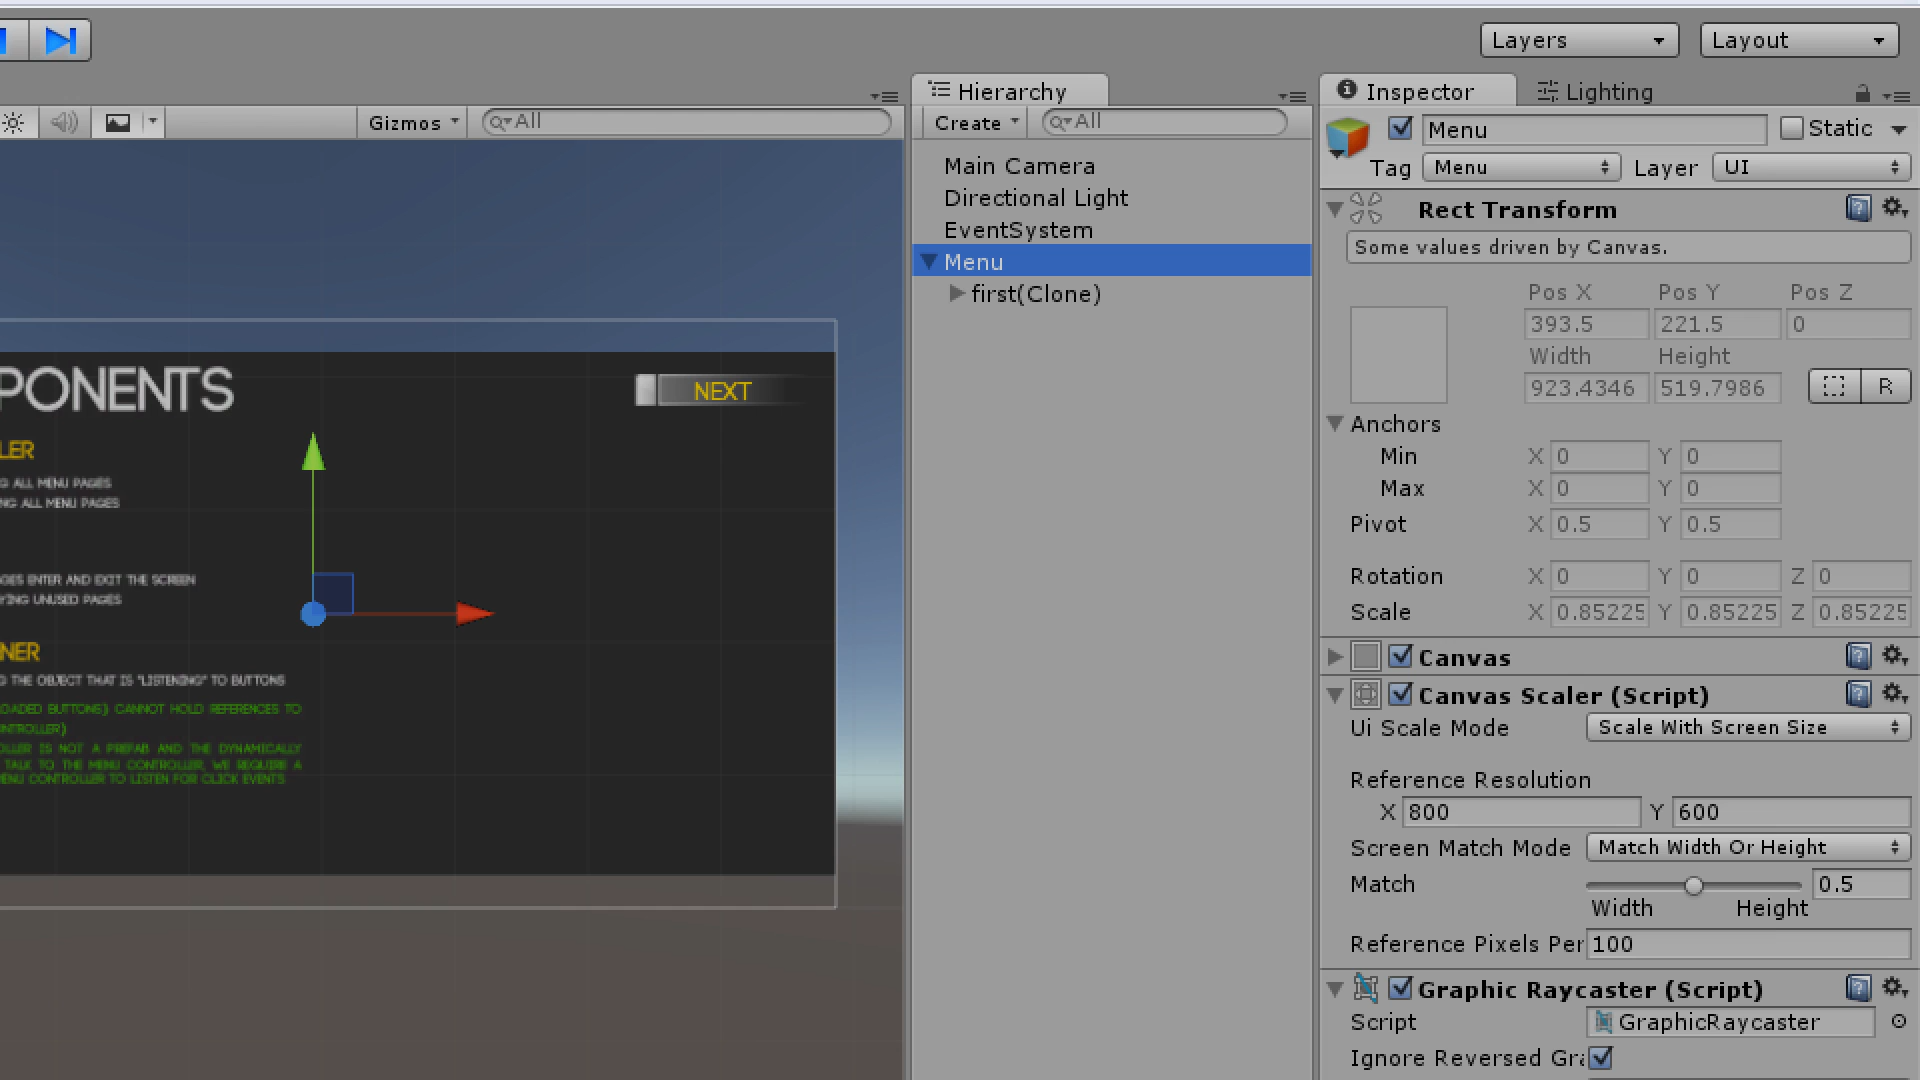 Layers
Layout
Hierarchy
Inspector
Lighting
Gizmos
All
Create
All
Menu
Static
Tag
Menu
Layer
UI
Main Camera
Directional Light
EventSystem
Menu
first(Clone)
Rect Transform
Some values driven by Canvas.
Pos X
Pos Y
Pos Z
393.5
221.5
0
Width
Height
923.4346
519.7986
R
Anchors
Min
X 0
Y 0
Max
X 0
Y 0
Pivot
X 0.5
Y 0.5
Rotation
X 0
Y 0
Z 0
Scale
X 0.85225
Y 0.85225
Z 0.85225
Canvas
Canvas Scaler (Script)
Ui Scale Mode
Scale With Screen Size
Reference Resolution
X 800
Y 600
Screen Match Mode
Match Width Or Height
Match
0.5
Width
Height
Reference Pixels Per
100
Graphic Raycaster (Script)
Script
GraphicRaycaster
Ignore Reversed Gra
PONENTS
NEXT
LER
G ALL MENU PAGES
NG ALL MENU PAGES
GES ENTER AND EXIT THE SCREEN
YING UNUSED PAGES
NER
G THE OBJECT THAT IS "LISTENING" TO BUTTONS
OADED BUTTONS) CANNOT HOLD REFERENCES TO
NTROLLER)
OLLER IS NOT A PREFAB AND THE DYNAMICALLY
TALK TO THE MENU CONTROLLER, WE REQUIRE A
ENU CONTROLLER TO LISTEN FOR CLICK EVENTS